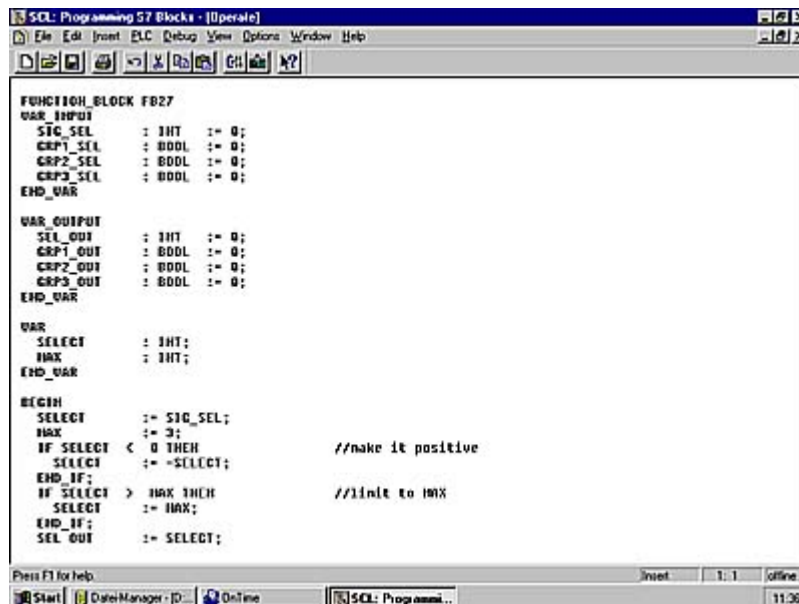 SCL: Programming S7 Blocks - [Operate]
File Edit Insert PLC Debug View Options Window Help
FUNCTION_BLOCK FB27
VAR_INPUT
SIG_SEL : INT := 0;
GRP1_SEL : BOOL := 0;
GRP2_SEL : BOOL := 0;
GRP3_SEL : BOOL := 0;
END_VAR
VAR_OUTPUT
SEL_OUT : INT := 0;
GRP1_OUT : BOOL := 0;
GRP2_OUT : BOOL := 0;
GRP3_OUT : BOOL := 0;
END_VAR
VAR
SELECT : INT;
MAX : INT;
END_VAR
BEGIN
SELECT := SIG_SEL;
MAX := 3;
IF SELECT < 0 THEN //make it positive
SELECT := -SELECT;
END_IF;
IF SELECT > MAX THEN //limit to MAX
SELECT := MAX;
END_IF;
SEL_OUT := SELECT;
Press F1 for help. Insert 1: 1 offline
Start Datei-Manager - [D... OnTime SCL: Programmi... 11:36